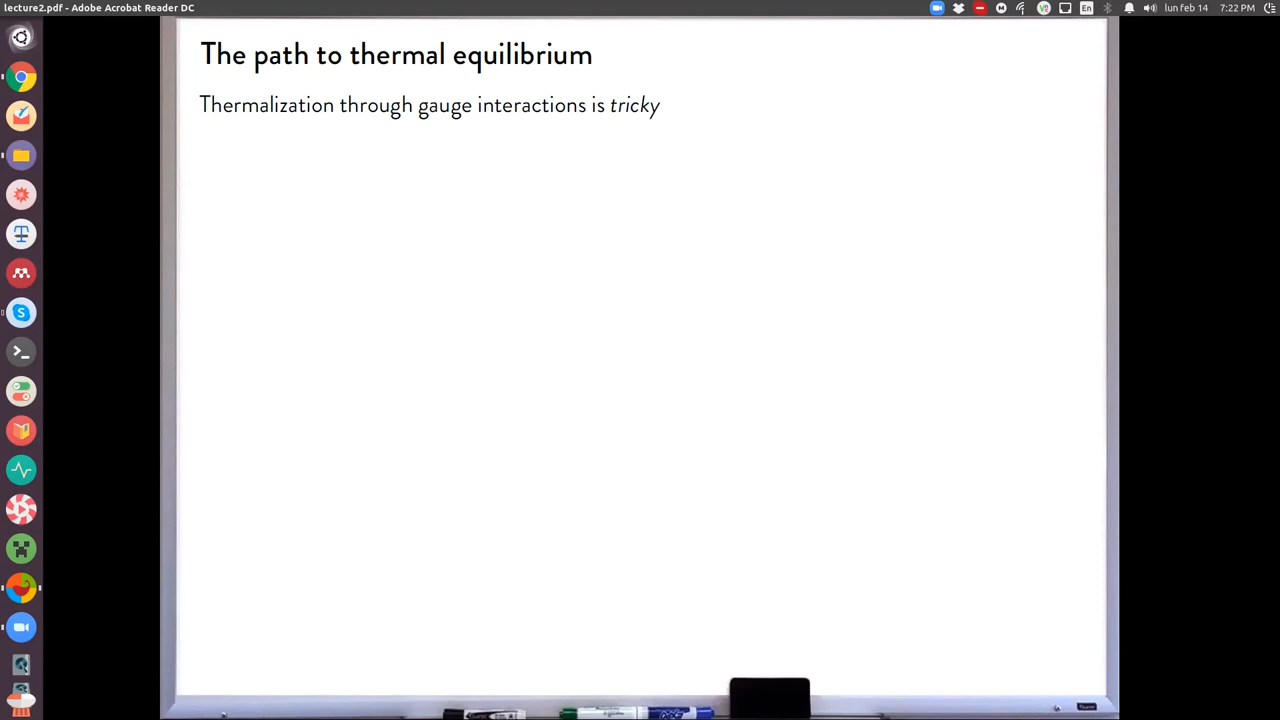 lecture2.pdf - Adobe Acrobat Reader DC
En
lun feb 14
7:22 PM
The path to thermal equilibrium
Thermalization through gauge interactions is tricky